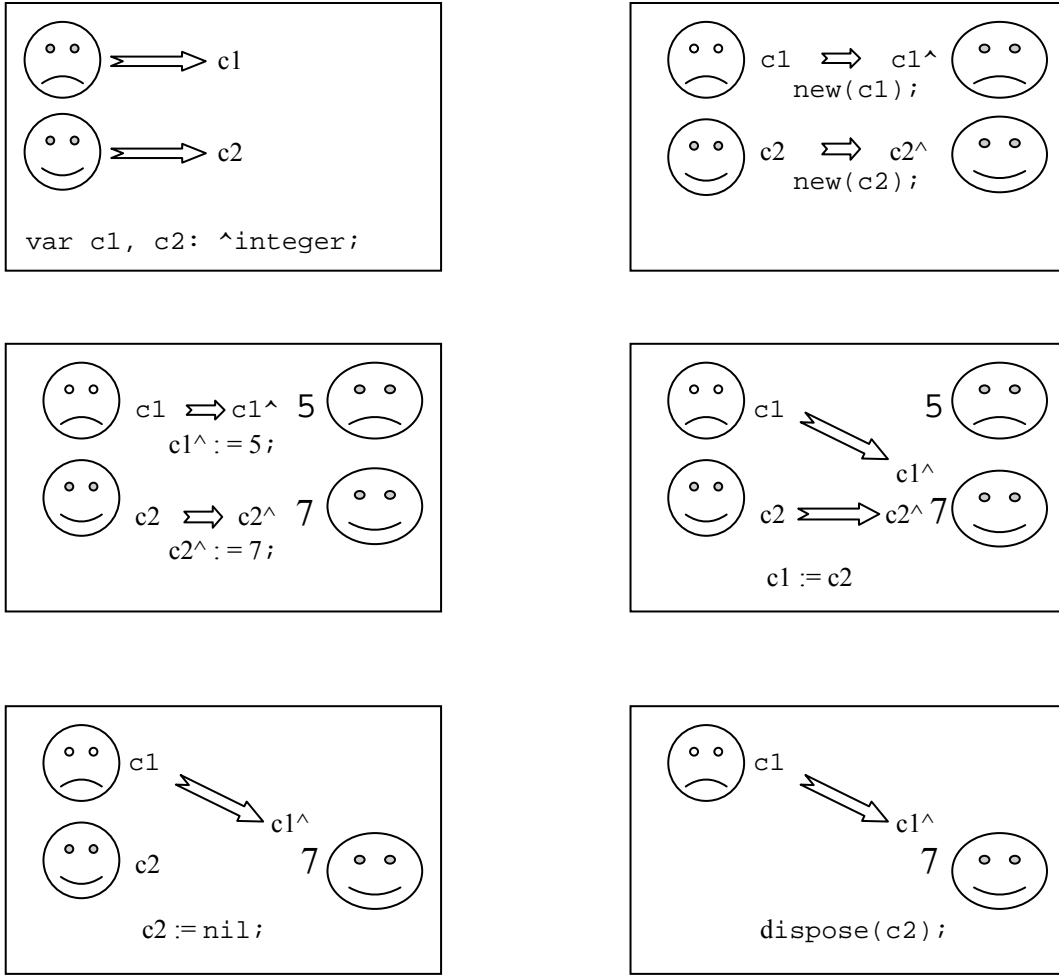 c1
c2
var c1, c2: ^integer;
c1 c1^
new(c1);
c2 c2^
new(c2);
c1 c1^ 5
c1^ : = 5;
c2 c2^ 7
c2^ : = 7;
c1 5
c1^
c2 c2^ 7
c1 := c2
c1
c1^
c2 7
c2 := nil;
c1
c1^
7
dispose(c2);